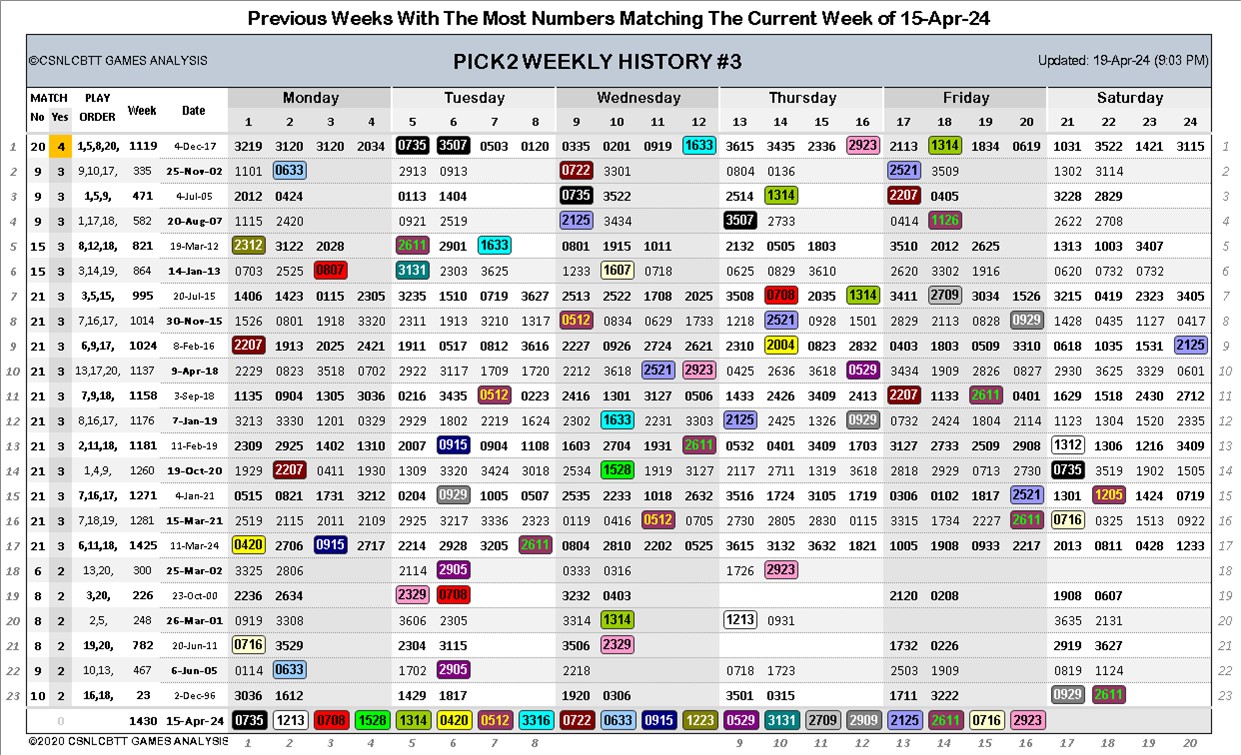 Previous Weeks With The Most Numbers Matching The Current Week of 15-Apr-24
©CSNLCBTT GAMES ANALYSIS PICK2 WEEKLY HISTORY #3 Updated: 19-Apr-24 (9:03 PM)
MATCH PLAY Week Date Monday Tuesday Wednesday Thursday Friday Saturday
No Yes ORDER 1 2 3 4 5 6 7 8 9 10 11 12 13 14 15 16 17 18 19 20 21 22 23 24
1 20 4 1,5,8,20, 1119 4-Dec-17 3219 3120 3120 2034 0735 3507 0503 0120 0335 0201 0919 1633 3615 3435 2336 2923 2113 1314 1834 0619 1031 3522 1421 3115 1
2 9 3 9,10,17, 335 25-Nov-02 1101 0633 2913 0913 0722 3301 0804 0136 2521 3509 1302 3114 2
3 9 3 1,5,9, 471 4-Jul-05 2012 0424 0113 1404 0735 3522 2514 1314 2207 0405 3228 2829 3
4 9 3 1,17,18, 582 20-Aug-07 1115 2420 0921 2519 2125 3434 3507 2733 0414 1126 2622 2708 4
5 15 3 8,12,18, 821 19-Mar-12 2312 3122 2028 2611 2901 1633 0801 1915 1011 2132 0505 1803 3510 2012 2625 1313 1003 3407 5
6 15 3 3,14,19, 864 14-Jan-13 0703 2525 0807 3131 2303 3625 1233 1607 0718 0625 0829 3610 2620 3302 1916 0620 0732 0732 6
7 21 3 3,5,15, 995 20-Jul-15 1406 1423 0115 2305 3235 1510 0719 3627 2513 2522 1708 2025 3508 0708 2035 1314 3411 2709 3034 1526 3215 0419 2323 3405 7
8 21 3 7,16,17, 1014 30-Nov-15 1526 0801 1918 3320 2311 1913 3210 1317 0512 0834 0629 1733 1218 2521 0928 1501 2829 2113 0828 0929 1428 0435 1127 0417 8
9 21 3 6,9,17, 1024 8-Feb-16 2207 1913 2025 2421 1911 0517 0812 3616 2227 0926 2724 2621 2310 2004 0823 2832 0403 1803 0509 3310 0618 1035 1531 2125 9
10 21 3 13,17,20, 1137 9-Apr-18 2229 0823 3518 0702 2922 3117 1709 1720 2212 3618 2521 2923 0425 2636 3618 0529 3434 1909 2826 0827 2930 3625 3329 0601 10
11 21 3 7,9,18, 1158 3-Sep-18 1135 0904 1305 3036 0216 3435 0512 0223 2416 1301 3127 0506 1433 2426 3409 2413 2207 1133 2611 0401 1629 1518 2430 2712 11
12 21 3 8,16,17, 1176 7-Jan-19 3213 3330 1201 0329 2929 1802 2219 1624 2302 1633 2231 3303 2125 0832 2447 0929 0732 2424 1804 2114 1123 1304 1520 2335 12
13 21 3 2,11,18, 1181 11-Feb-19 2309 2925 1402 1310 2007 0915 0904 1108 1603 2704 1931 2611 0532 0401 3409 1703 3127 2733 2509 2908 1312 1306 1216 3409 13
14 21 3 1,4,9, 1260 19-Oct-20 1929 2207 0411 1930 1309 3320 3424 3018 2534 1528 1919 3127 2117 2711 1319 3618 2818 2929 0713 2730 0735 3519 1902 1505 14
15 21 3 7,16,17, 1271 4-Jan-21 0515 0821 1731 3212 0204 0929 1005 0507 2535 2233 1018 2632 3516 1724 3105 1719 0306 0102 1817 2521 1301 1205 1424 0719 15
16 21 3 7,18,19, 1281 15-Mar-21 2519 2115 2011 2109 2925 3217 3336 2323 0119 0416 0512 0705 2730 2805 2830 0115 3315 1734 2227 2611 0716 0325 1513 0922 16
17 21 3 6,11,18, 1425 11-Mar-24 0420 2706 0915 2717 2214 2928 3205 2611 0804 2810 2202 0525 3615 3132 3632 1821 1005 1908 0933 2217 2013 0811 0428 1233 17
18 6 2 13,20, 300 25-Mar-02 3325 2806 2114 2905 0333 0316 1726 2923 18
19 8 2 3,20, 226 23-Oct-00 2236 2634 2329 0708 3232 0403 2120 0208 1908 0607 19
20 8 2 2,5, 248 26-Mar-01 0919 3308 3606 2305 3314 1314 1213 0931 3635 2131 20
21 8 2 19,20, 782 20-Jun-11 0716 3529 2304 3115 3506 2329 1732 0226 2919 3627 21
22 9 2 10,13, 467 6-Jun-05 0114 0633 1702 2905 2218 0718 1723 2503 1909 0819 1124 22
23 10 2 16,18, 23 2-Dec-96 3036 1612 1429 1817 1920 0306 3501 0315 1711 3222 0929 2611 23
0 1430 15-Apr-24 0735 1213 0708 1528 1314 0420 0512 3316 0722 0633 0915 1223 0529 3131 2709 2909 2125 2611 0716 2923
©2020 CSNLCBTT GAMES ANALYSIS 1 2 3 4 5 6 7 8 9 10 11 12 13 14 15 16 17 18 19 20